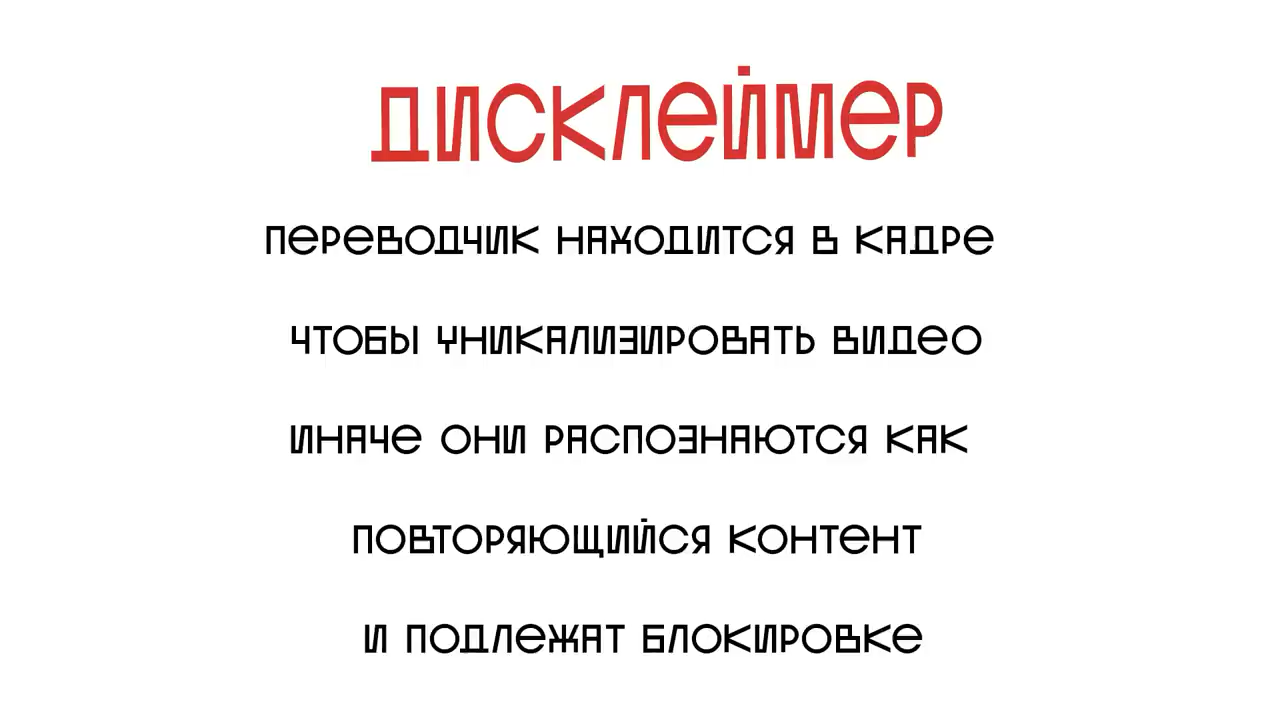 ДИСКЛЕЙМЕР
ПЕРЕВОДЧИК НАХОДИТСЯ В КАДРЕ
ЧТОБЫ УНИКАЛИЗИРОВАТЬ ВИДЕО
ИНАЧЕ ОНИ РАСПОЗНАЮТСЯ КАК
ПОВТОРЯЮЩИЙСЯ КОНТЕНТ
И ПОДЛЕЖАТ БЛОКИРОВКЕ